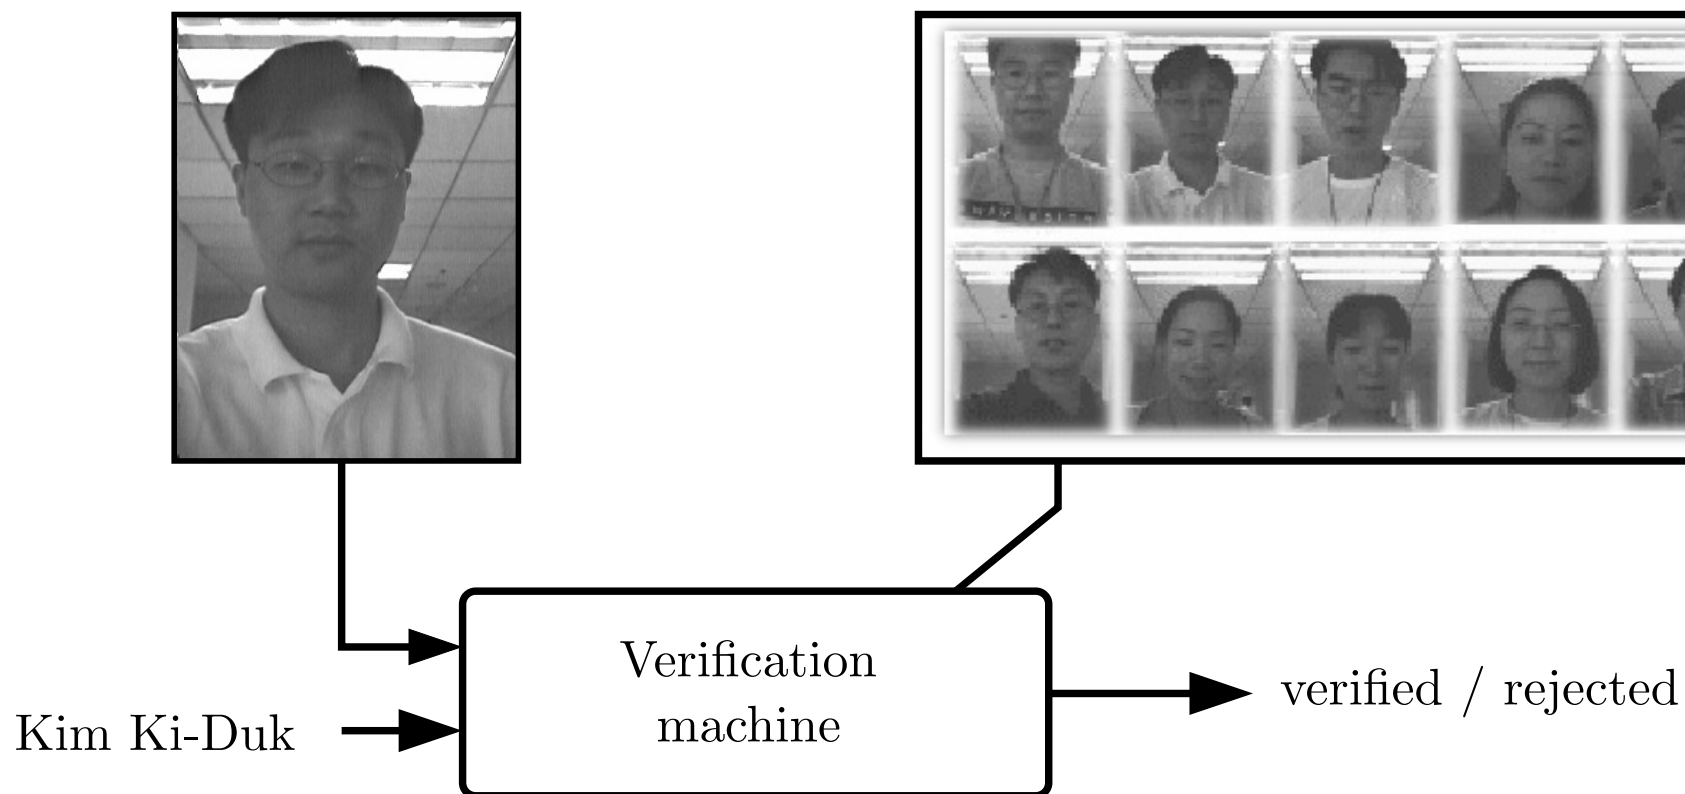 Verification
machine
Kim Ki-Duk
verified / rejected